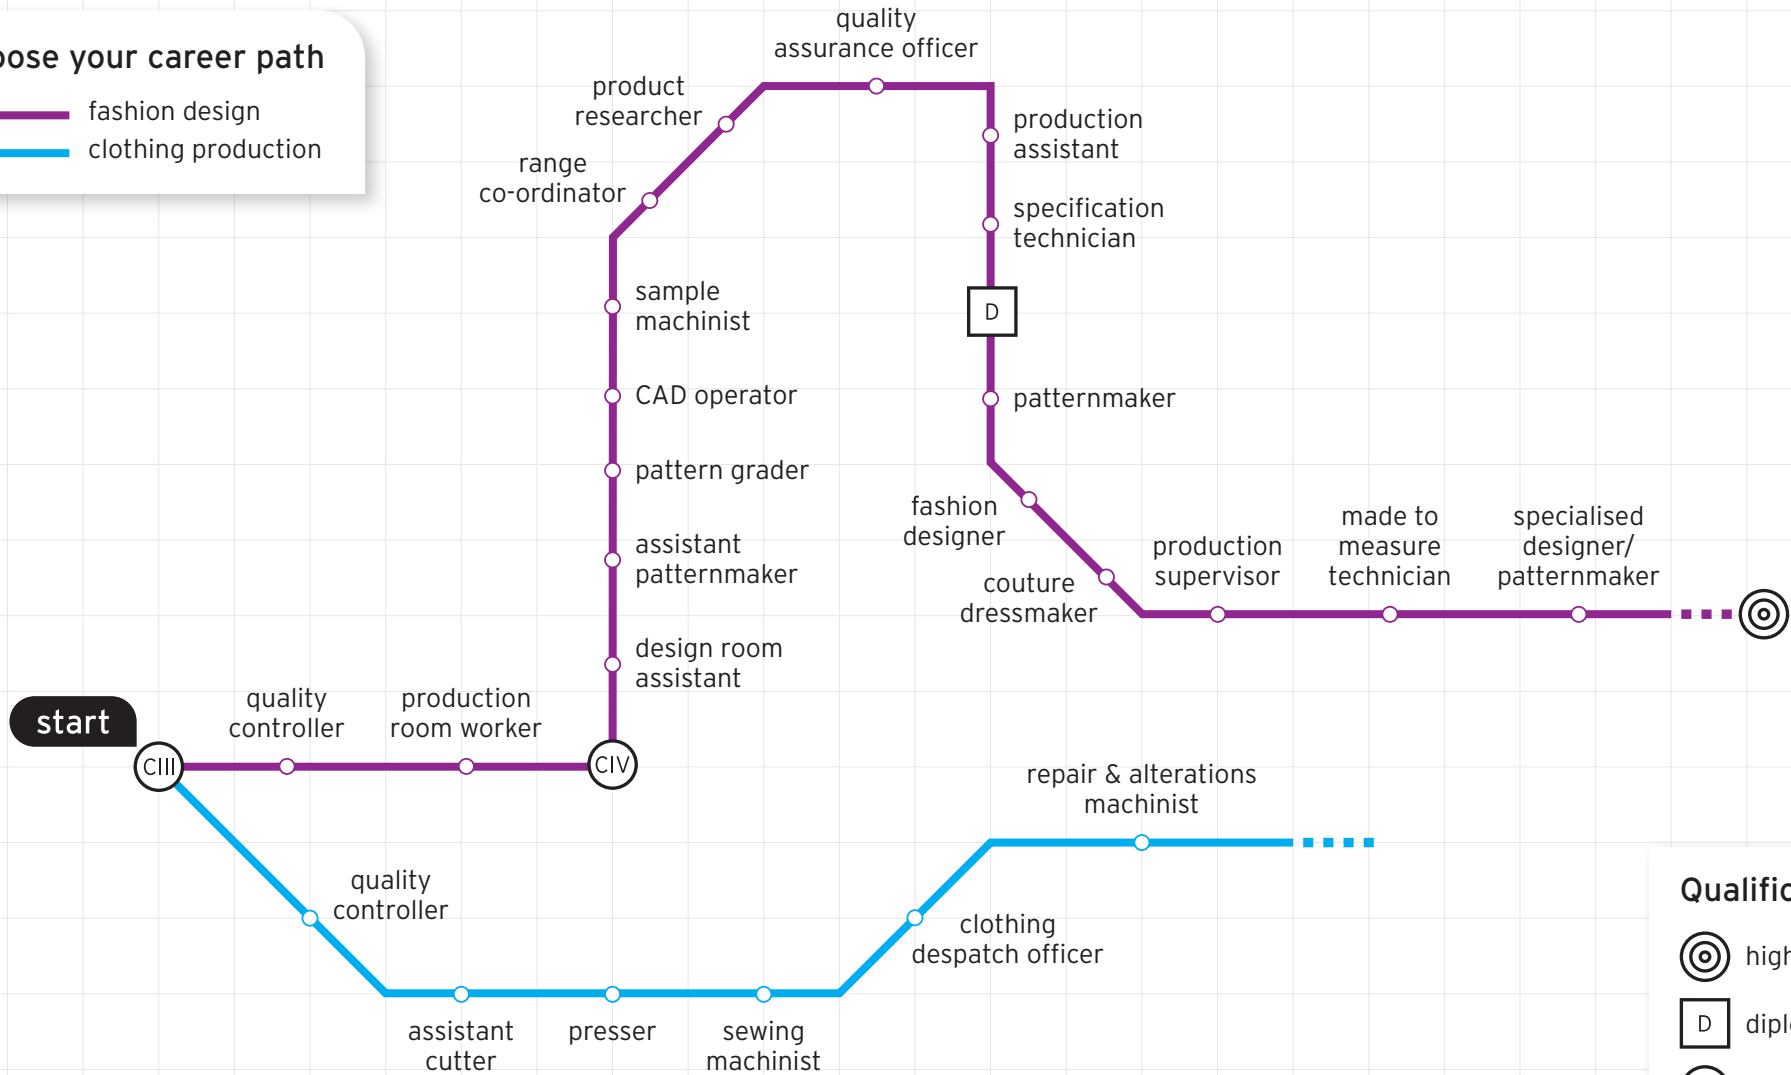 your career path
fashion design
clothing production
quality
assurance officer
product
researcher
range
co-ordinator
production
assistant
specification
technician
sample
machinist
D
CAD operator
patternmaker
pattern grader
assistant
patternmaker
fashion
designer
couture
dressmaker
production
supervisor
made to
measure
technician
specialised
designer/
patternmaker
design room
assistant
start
quality
controller
production
room worker
CIII
CIV
repair & alterations
machinist
quality
controller
clothing
despatch officer
assistant
cutter
presser
sewing
machinist
D